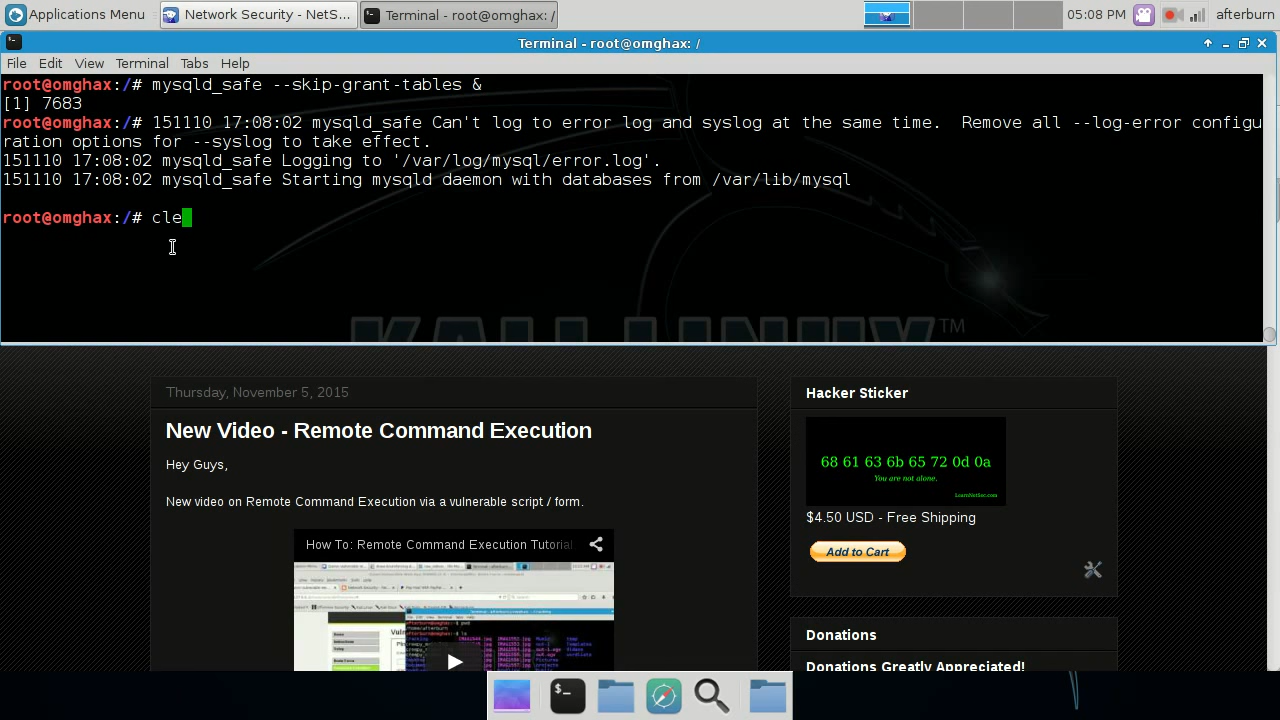 Applications Menu
Network Security - NetS...
Terminal - root@omghax: /
05:08 PM
afterburn
Terminal - root@omghax: /
File Edit View Terminal Tabs Help
root@omghax:/# mysqld_safe --skip-grant-tables &
[1] 7683
root@omghax:/# 151110 17:08:02 mysqld_safe Can't log to error log and syslog at the same time.  Remove all --log-error configu
ration options for --syslog to take effect.
151110 17:08:02 mysqld_safe Logging to '/var/log/mysql/error.log'.
151110 17:08:02 mysqld_safe Starting mysqld daemon with databases from /var/lib/mysql
root@omghax:/# cle
KALI LINUX™
Thursday, November 5, 2015
New Video - Remote Command Execution
Hey Guys,
New video on Remote Command Execution via a vulnerable script / form.
How To: Remote Command Execution Tutorial
Hacker Sticker
68 61 63 6b 65 72 0d 0a
You are not alone.
LearnNetSec.com
$4.50 USD - Free Shipping
Add to Cart
Donations
Donations Greatly Appreciated!